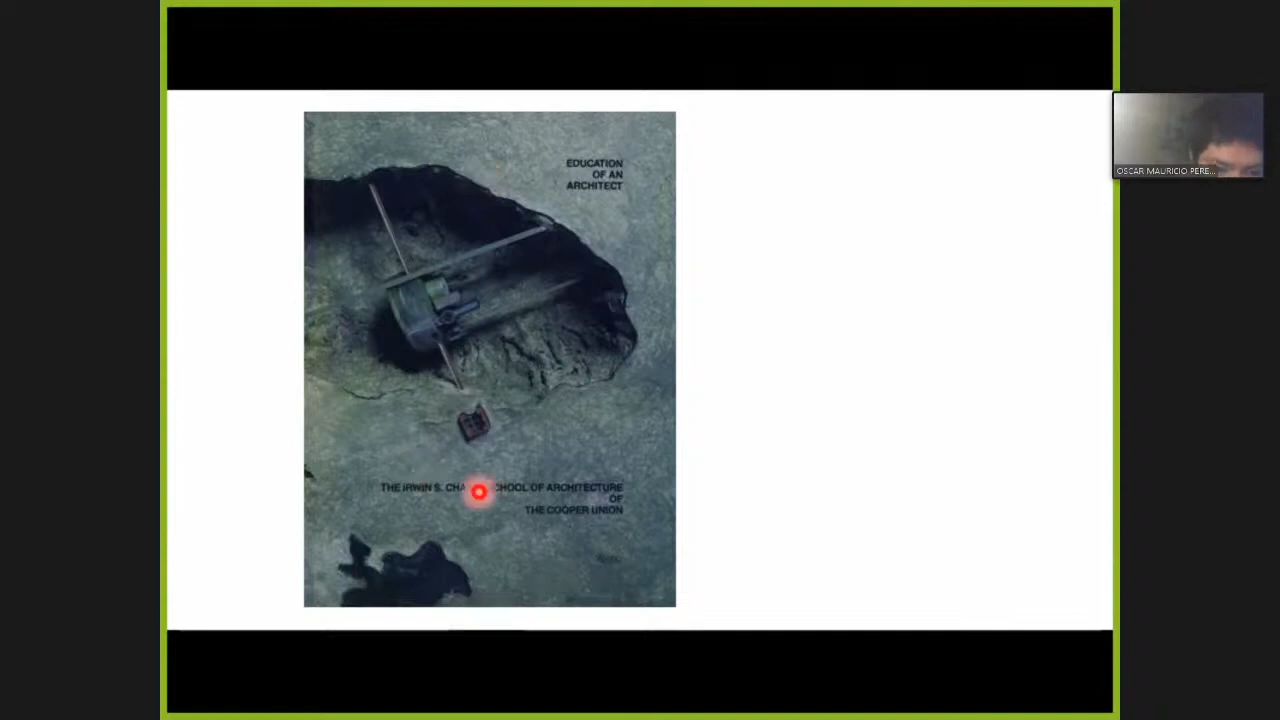 EDUCATION
OF AN
ARCHITECT
THE IRWIN S. CHA CHOOL OF ARCHITECTURE
OF
THE COOPER UNION
OSCAR MAURICIO PERE...